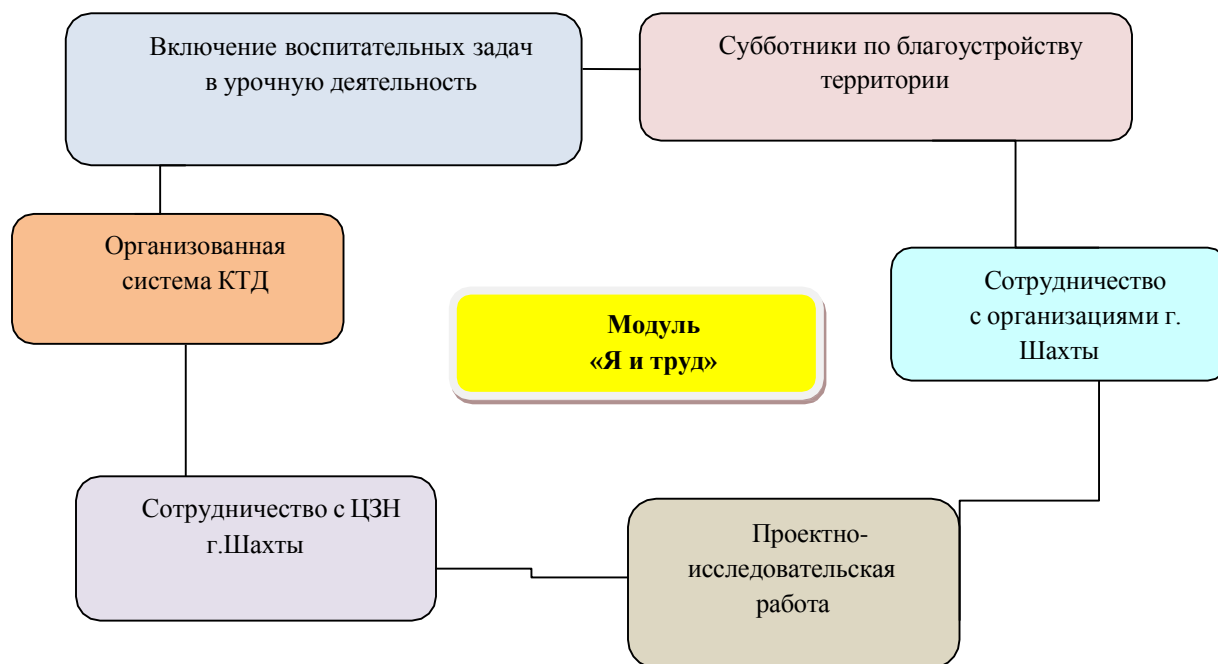 Включение воспитательных задач
в урочную деятельность
Субботники по благоустройству
территории
Организованная
система КТД
Сотрудничество
с организациями г.
Шахты
Модуль
«Я и труд»
Сотрудничество с ЦЗН
г.Шахты
Проектно-
исследовательская
работа